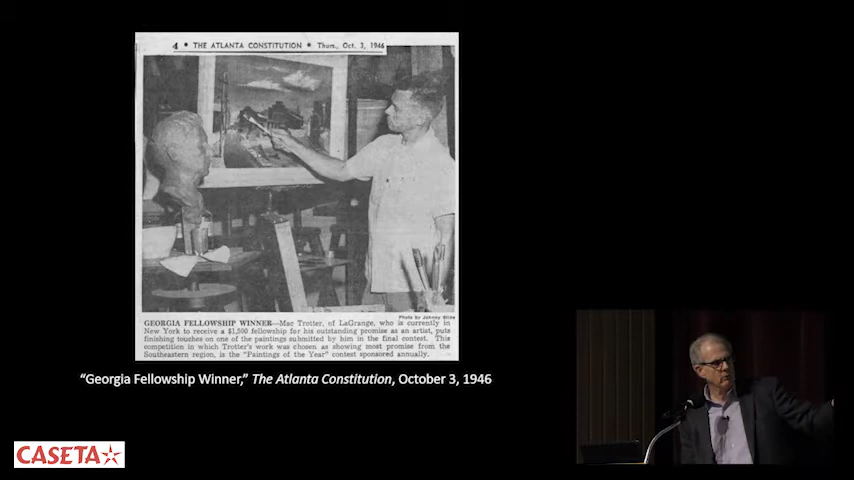 4 • THE ATLANTA CONSTITUTION • Thurs., Oct. 3, 1946
Photo by Johnny
GEORGIA FELLOWSHIP WINNER—Mac Trotter, of LaGrange, who is currently in
New York to receive a $1,500 fellowship for his outstanding promise as an artist, puts
finishing touches on one of the paintings submitted by him in the final contest. This
competition in which Trotter's work was chosen as showing most promise from the
Southeastern region, is the "Paintings of the Year" contest sponsored annually.
“Georgia Fellowship Winner,” The Atlanta Constitution, October 3, 1946
CASETA